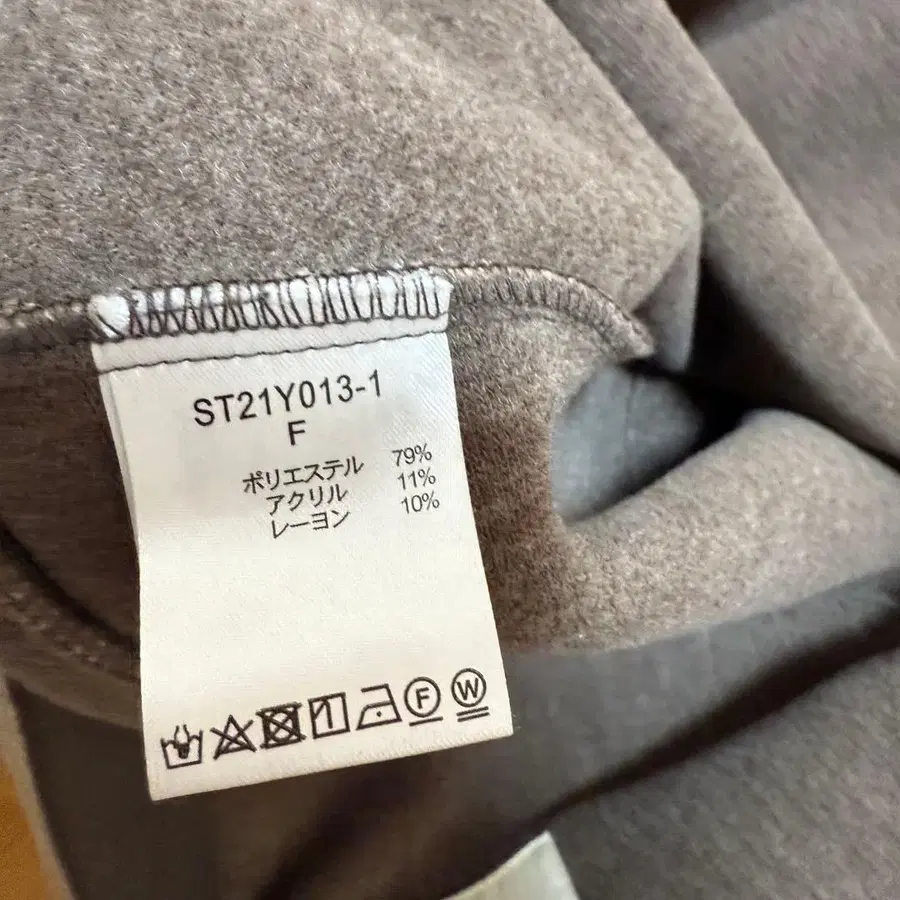 ST21Y013-1
F
ポリエステル 79%
アクリル 11%
レーヨン 10%
F W